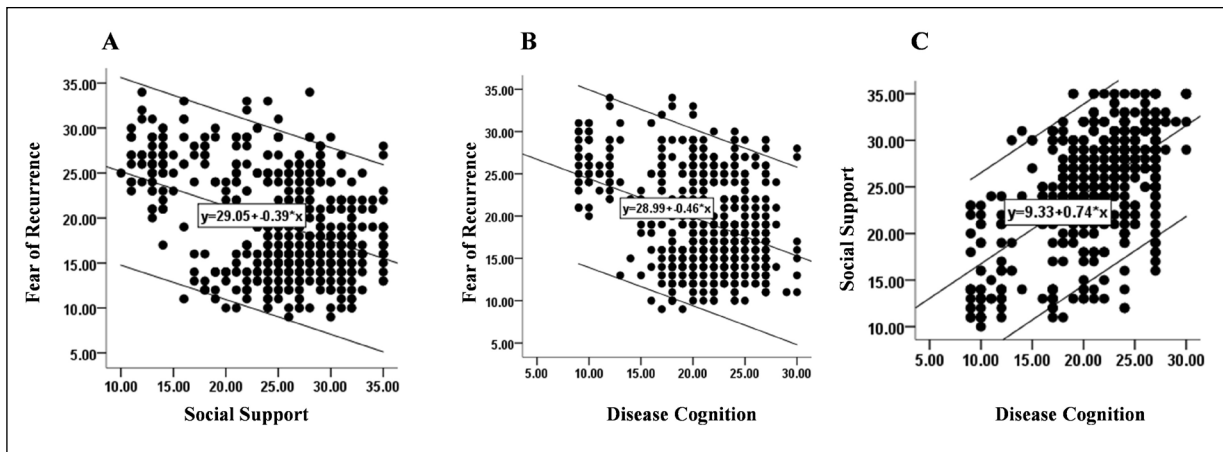 A
Fear of Recurrence
35.00
30.00
25.00
20.00
15.00
10.00
5.00
y=29.05+-0.39*x
10.00 15.00 20.00 25.00 30.00 35.00
Social Support
B
Fear of Recurrence
35.00
30.00
25.00
20.00
15.00
10.00
5.00
y=28.99+-0.46*x
5.00 10.00 15.00 20.00 25.00 30.00
Disease Cognition
C
Social Support
35.00
30.00
25.00
20.00
15.00
10.00
y=9.33+0.74*x
5.00 10.00 15.00 20.00 25.00 30.00
Disease Cognition